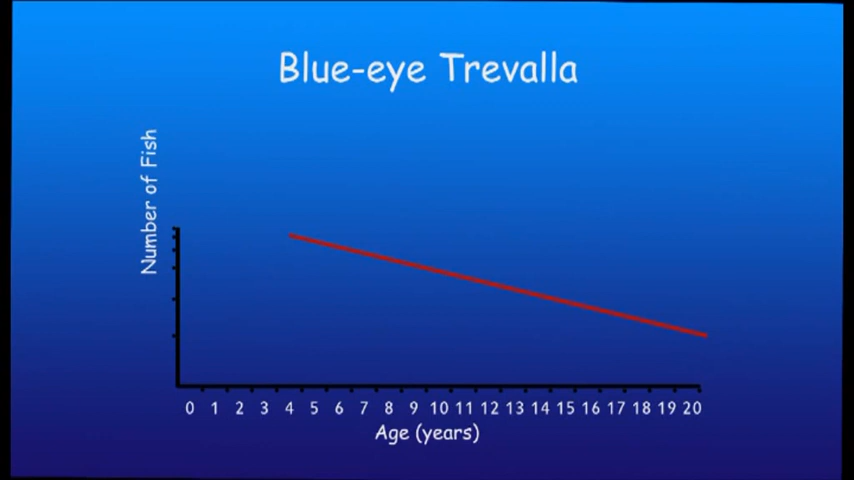 Blue-eye Trevalla
Number of Fish
0 1 2 3 4 5 6 7 8 9 10 11 12 13 14 15 16 17 18 19 20
Age (years)